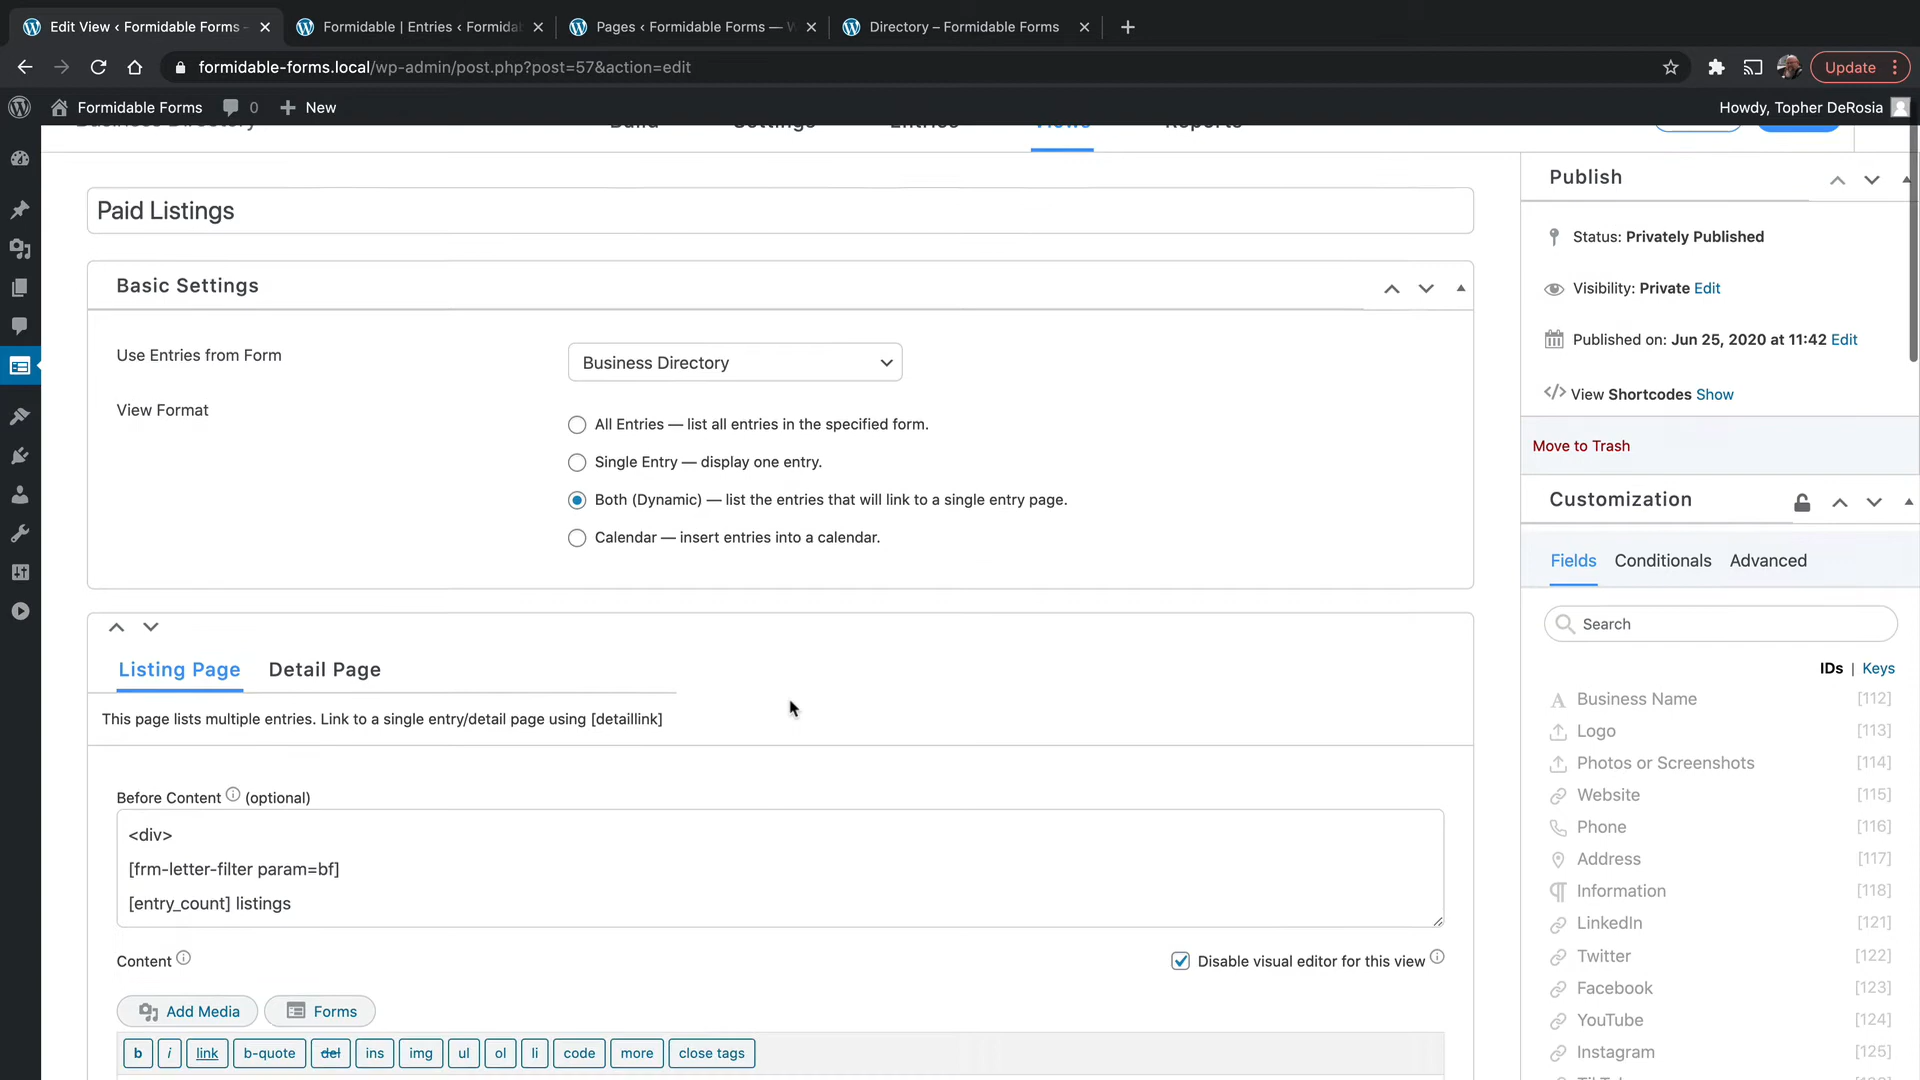 Edit View ‹ Formidable Forms -
Formidable | Entries ‹ Formida
Pages ‹ Formidable Forms — W
Directory – Formidable Forms
formidable-forms.local/wp-admin/post.php?post=57&action=edit
Update
Formidable Forms
0
New
Howdy, Topher DeRosia
Business Directory
Build
Settings
Entries
Views
Reports
Paid Listings
Basic Settings
Use Entries from Form
Business Directory
View Format
All Entries — list all entries in the specified form.
Single Entry — display one entry.
Both (Dynamic) — list the entries that will link to a single entry page.
Calendar — insert entries into a calendar.
Listing Page
Detail Page
This page lists multiple entries. Link to a single entry/detail page using [detaillink]
Before Content (optional)
<div>
[frm-letter-filter param=bf]
[entry_count] listings
Content
Disable visual editor for this view
Add Media
Forms
b
i
link
b-quote
del
ins
img
ul
ol
li
code
more
close tags
Publish
Status: Privately Published
Visibility: Private Edit
Published on: Jun 25, 2020 at 11:42 Edit
View Shortcodes Show
Move to Trash
Customization
Fields
Conditionals
Advanced
Search
IDs | Keys
Business Name [112]
Logo [113]
Photos or Screenshots [114]
Website [115]
Phone [116]
Address [117]
Information [118]
LinkedIn [121]
Twitter [122]
Facebook [123]
YouTube [124]
Instagram [125]